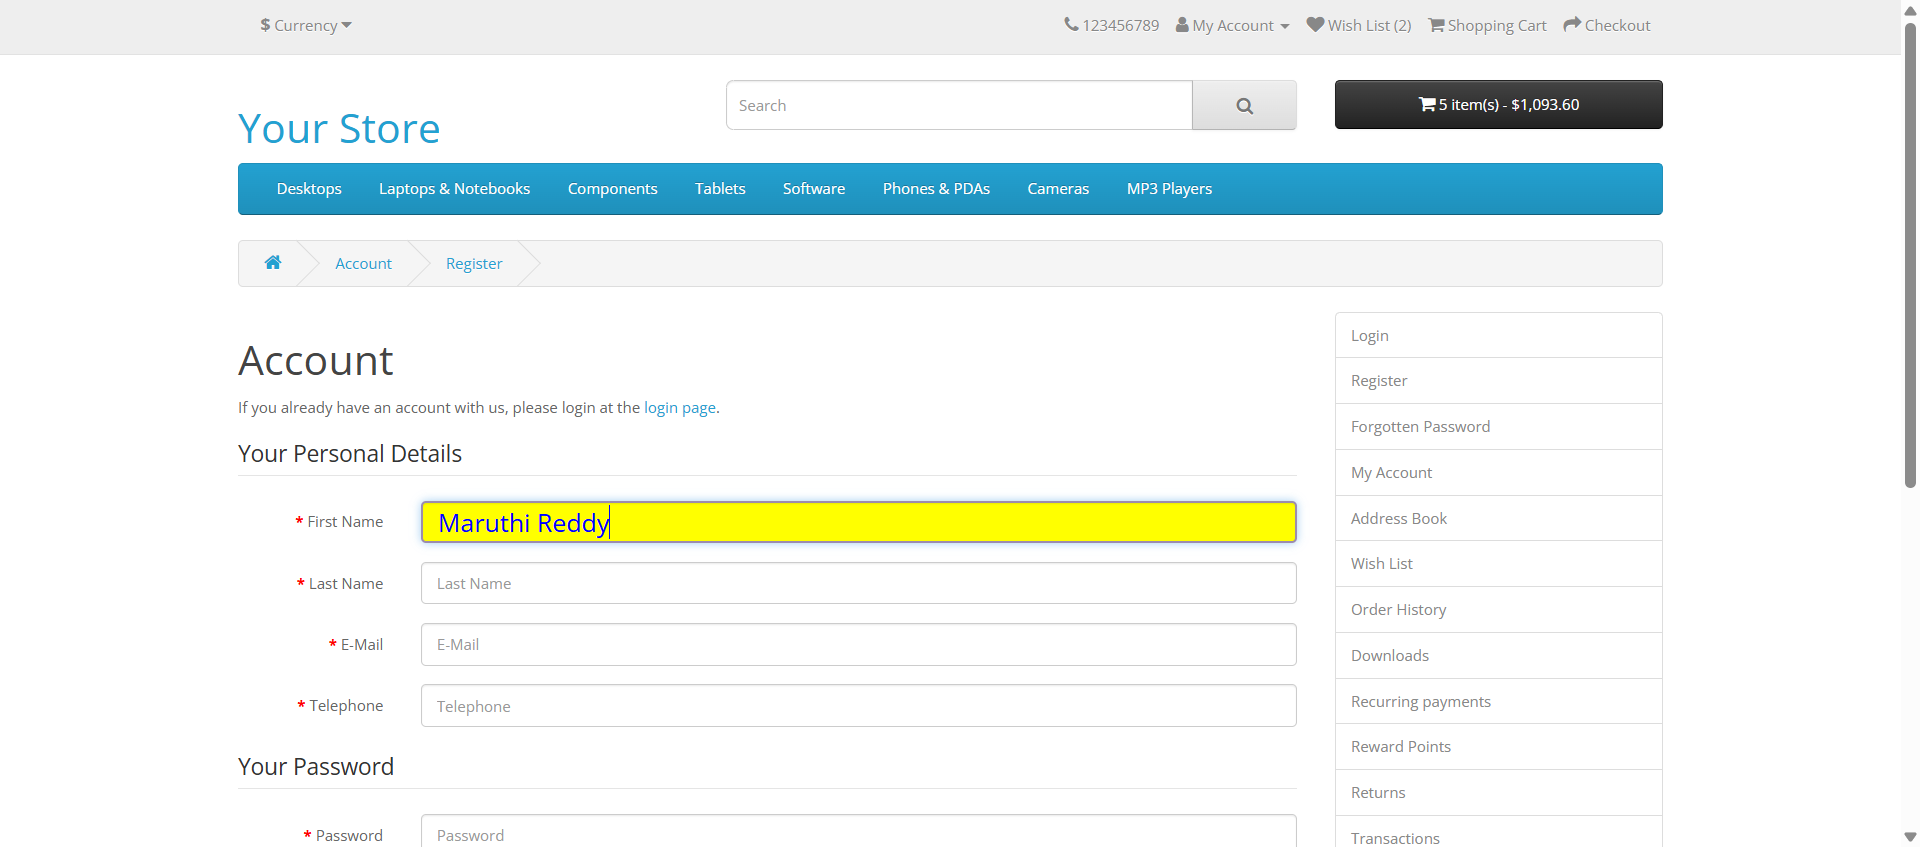 $ Currency
123456789 My Account Wish List (2) Shopping Cart Checkout
Your Store
Search
5 item(s) - $1,093.60
Desktops Laptops & Notebooks Components Tablets Software Phones & PDAs Cameras MP3 Players
Account Register
Account
If you already have an account with us, please login at the login page.
Your Personal Details
* First Name Maruthi Reddy
* Last Name Last Name
* E-Mail E-Mail
* Telephone Telephone
Your Password
* Password Password
Login
Register
Forgotten Password
My Account
Address Book
Wish List
Order History
Downloads
Recurring payments
Reward Points
Returns
Transactions